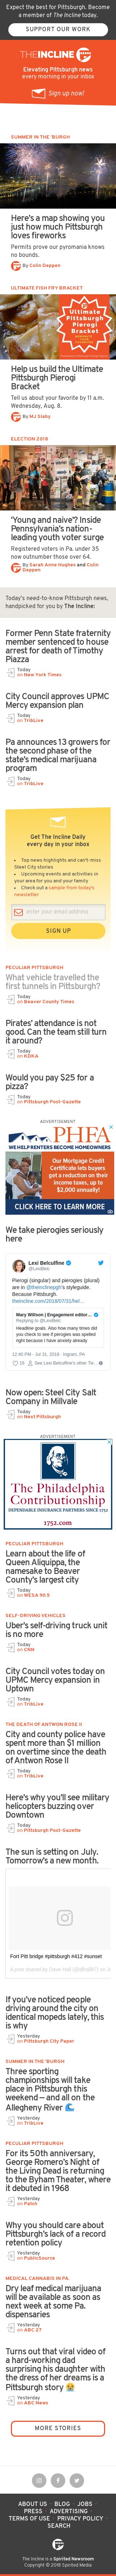 Expect the best for Pittsburgh. Become
a member of The Incline today.
SUPPORT OUR WORK
THE INCLINE
Elevating Pittsburgh news
every morning in your inbox
Sign up now!
SUMMER IN THE 'BURGH
Here's a map showing you
just how much Pittsburgh
loves fireworks
Permits prove our pyromania knows
no bounds.
By Colin Deppen
ULTIMATE FISH FRY BRACKET
ULTIMATE
PITTSBURGH
PIEROGI
BRACKET
Help us build the Ultimate
Pittsburgh Pierogi
Bracket
Tell us about your favorite by 11 a.m.
Wednesday, Aug. 8.
By MJ Slaby
ELECTION 2018
'Young and naive'? Inside
Pennsylvania's nation-
leading youth voter surge
Registered voters in Pa. under 35
now outnumber those over 64.
By Sarah Anne Hughes and Colin
Deppen
Today's need-to-know Pittsburgh news,
handpicked for you by The Incline:
Former Penn State fraternity
member sentenced to house
arrest for death of Timothy
Piazza
Today
on New York Times
City Council approves UPMC
Mercy expansion plan
Today
on TribLive
Pa announces 13 growers for
the second phase of the
state's medical marijuana
program
Today
on TribLive
Get The Incline Daily
every day in your inbox
• Top news highlights and can't-miss
Steel City stories
• Upcoming events and activities in
your area and for you and your family
• Check out a sample from today's
newsletter
enter your email address
SIGN UP
PECULIAR PITTSBURGH
What vehicle travelled the
first tunnels in Pittsburgh?
Today
on Beaver County Times
Pirates' attendance is not
good. Can the team still turn
it around?
Today
on KDKA
Would you pay $25 for a
pizza?
Today
on Pittsburgh Post-Gazette
ADVERTISEMENT
PHFA
PENNSYLVANIA HOUSING FINANCE AGENCY
Our Mortgage Credit
Certificate lets buyers
get a reduction on their
income taxes, up to
$2,000 annually!
CLICK HERE TO LEARN MORE
We take pierogies seriously
here
Lexi Belculfine
@LexiBelc
Pierogi (singular) and pierogies (plural)
are in @theinclinepgh's styleguide.
Because Pittsburgh.
theincline.com/2018/07/31/hel…
Mary Willson | Engagement editor…
Replying to @LexiBelc
Headline goals. Also how many times did
you check to see if pierogies was spelled
right because I have anxiety already
12:40 PM - Jul 31, 2018 · Ingram, PA
16 See Lexi Belculfine's other Tw…
Now open: Steel City Salt
Company in Millvale
Today
on Next Pittsburgh
ADVERTISEMENT
The Philadelphia
Contributionship
DEPENDABLE. STABLE. INSURANCE.
1752.com
PECULIAR PITTSBURGH
Learn about the life of
Queen Aliquippa, the
namesake to Beaver
County's largest city
Today
on WESA 90.5
SELF-DRIVING VEHICLES
Uber's self-driving truck unit
is no more
Today
on CNN
City Council votes today on
UPMC Mercy expansion in
Uptown
Today
on TribLive
THE DEATH OF ANTWON ROSE II
City and county police have
spent more than $1 million
on overtime since the death
of Antwon Rose II
Today
on TribLive
Here's why you'll see military
helicopters buzzing over
Downtown
Today
on Pittsburgh Post-Gazette
The sun is setting on July.
Tomorrow's a new month.
Fort Pitt bridge #pittsburgh #412 #sunset
If you've noticed people
driving around the city on
identical mopeds lately, this
is why
Yesterday
on Pittsburgh City Paper
SUMMER IN THE 'BURGH
Three sporting
championships will take
place in Pittsburgh this
weekend — and all on the
Allegheny River 🌊
Yesterday
on TribLive
PECULIAR PITTSBURGH
For its 50th anniversary,
George Romero's Night of
the Living Dead is returning
to the Byham Theater, where
it debuted in 1968
Yesterday
on Patch
Why you should care about
Pittsburgh's lack of a record
retention policy
Yesterday
on PublicSource
MEDICAL CANNABIS IN PA.
Dry leaf medical marijuana
will be available as soon as
next week at some Pa.
dispensaries
Yesterday
on ABC 27
Turns out that viral video of
a hard-working dad
surprising his daughter with
the dress of her dreams is a
Pittsburgh story 😭
Yesterday
on ABC News
MORE STORIES
ABOUT US · BLOG · JOBS
PRESS · ADVERTISING
TERMS OF USE · PRIVACY POLICY ·
SEARCH
The Incline is a Spirited Newsroom
Copyright © 2018 Spirited Media